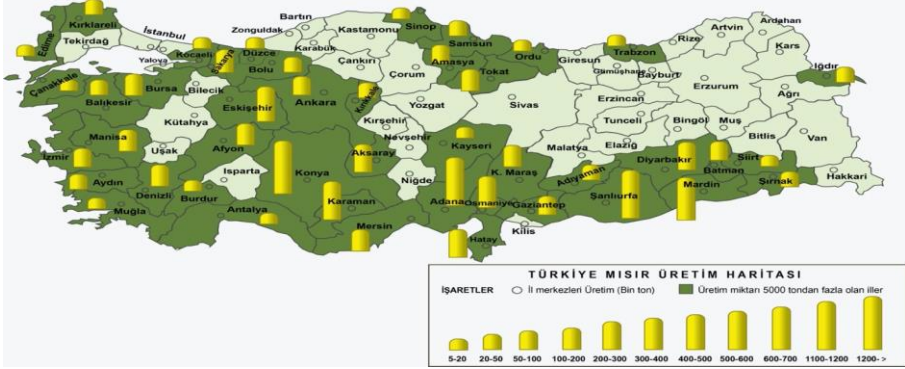 Bartın
Kastamonu
Sinop
Artvin
Ardahan
Kırklareli
İstanbul
Zonguldak
Karabük
Samsun
Ordu
Trabzon
Rize
Kars
Edirne
Tekirdağ
Kocaeli
Sakarya
Düzce
Bolu
Çankırı
Amasya
Tokat
Giresun
Gümüşhane
Bayburt
Iğdır
Yalova
Çorum
Çanakkale
Balıkesir
Bursa
Bilecik
Eskişehir
Ankara
Kırıkkale
Yozgat
Sivas
Erzincan
Erzurum
Ağrı
Kütahya
Kırşehir
Nevşehir
Tunceli
Bingöl
Muş
Manisa
Uşak
Afyon
Aksaray
Kayseri
Malatya
Elazığ
Bitlis
Van
İzmir
Aydın
Denizli
Isparta
Konya
Niğde
K. Maraş
Adıyaman
Diyarbakır
Batman
Siirt
Şırnak
Hakkari
Muğla
Burdur
Antalya
Karaman
Mersin
Adana
Osmaniye
Gaziantep
Şanlıurfa
Mardin
Hatay
Kilis
TÜRKİYE MISIR ÜRETİM HARİTASI
İŞARETLER
İl merkezleri Üretim (Bin ton)
Üretim miktarı 5000 tondan fazla olan iller
5-20 20-50 50-100 100-200 200-300 300-400 400-500 500-600 600-700 1100-1200 1200- >